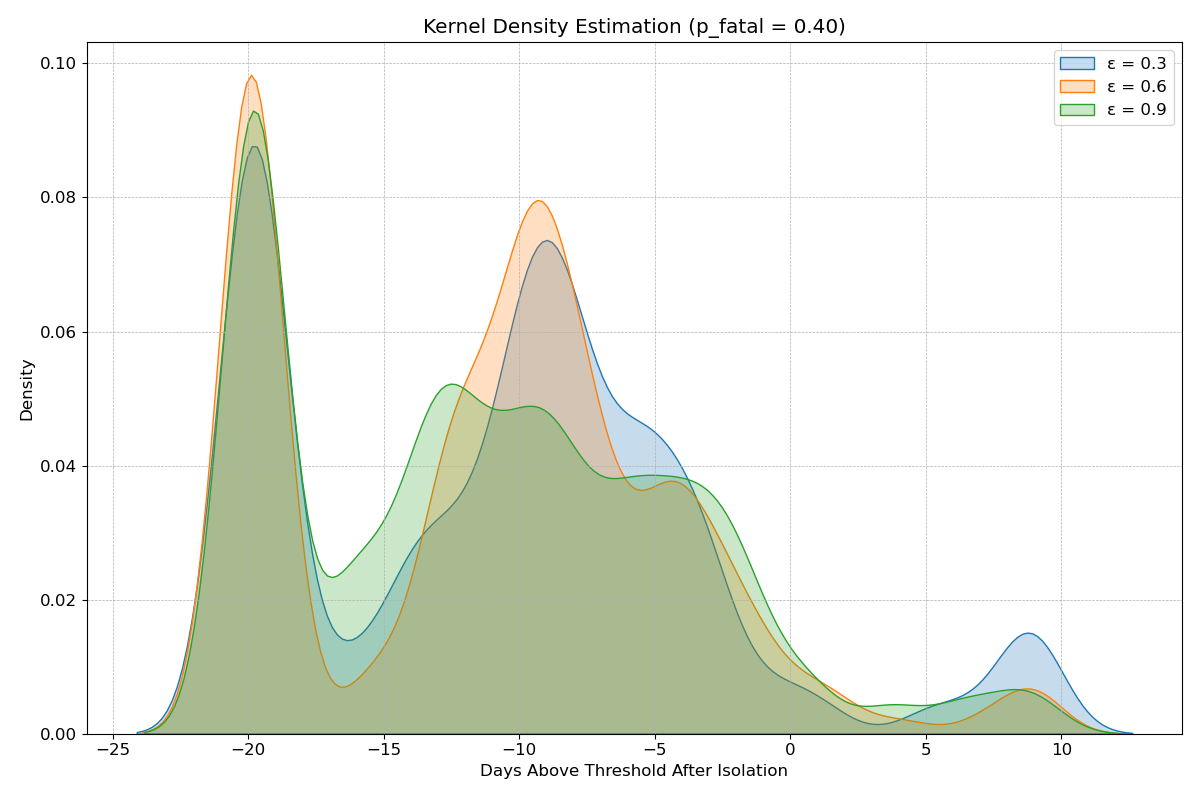 Kernel Density Estimation (p_fatal = 0.40)
ε = 0.3
ε = 0.6
ε = 0.9
Density
0.10
0.08
0.06
0.04
0.02
0.00
−25 −20 −15 −10 −5 0 5 10
Days Above Threshold After Isolation